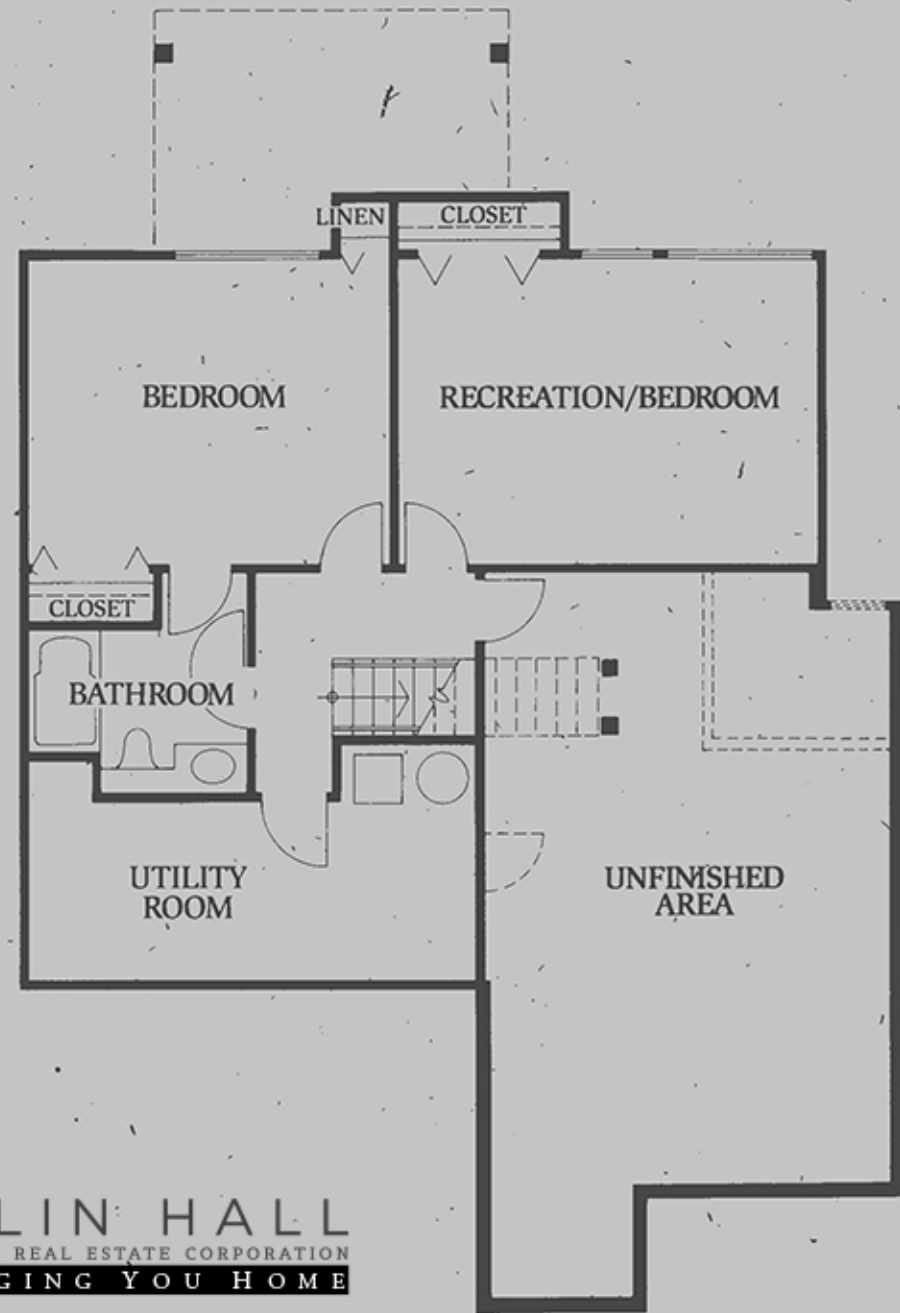 LINEN
CLOSET
BEDROOM
RECREATION/BEDROOM
CLOSET
BATHROOM
UTILITY
ROOM
UNFINISHED
AREA
LIN HALL
REAL ESTATE CORPORATION
GING YOU HOME